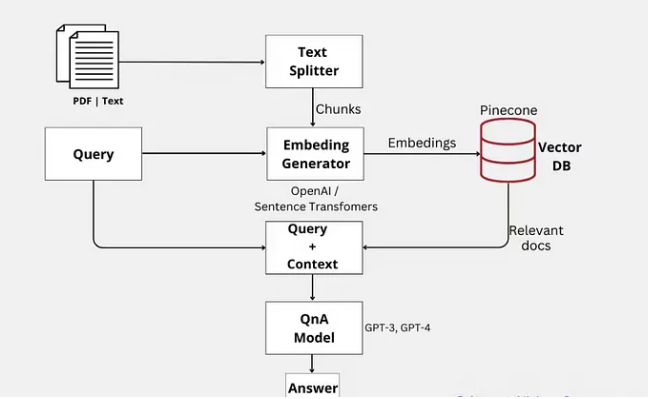 Text
Splitter
PDF | Text
Chunks
Pinecone
Query
Embeding
Generator
Embedings
Vector
DB
OpenAI /
Sentence Transfomers
Query
+
Context
Relevant
docs
QnA
Model
GPT-3, GPT-4
Answer